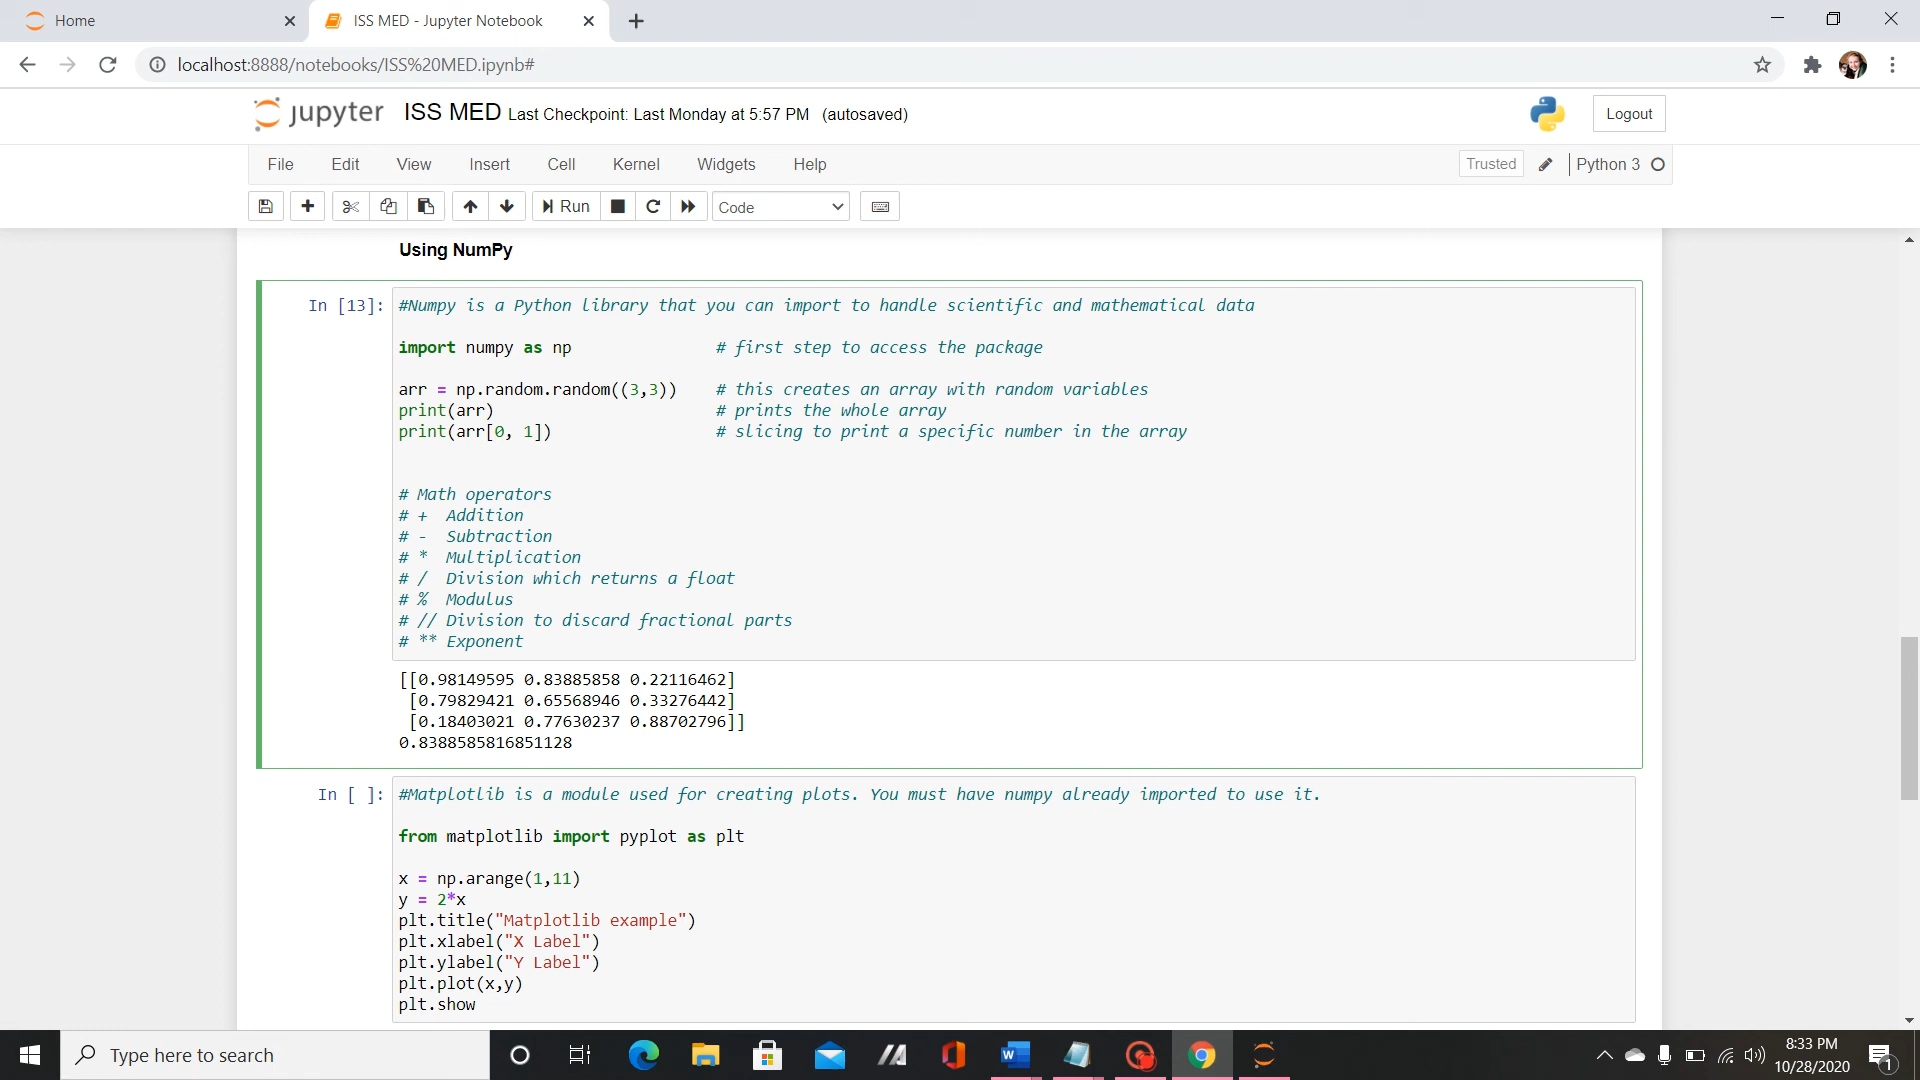 Home
ISS MED - Jupyter Notebook
localhost:8888/notebooks/ISS%20MED.ipynb#
jupyter ISS MED Last Checkpoint: Last Monday at 5:57 PM (autosaved)
Logout
File Edit View Insert Cell Kernel Widgets Help
Trusted Python 3
Run Code
Using NumPy
In [13]: #Numpy is a Python library that you can import to handle scientific and mathematical data
import numpy as np # first step to access the package
arr = np.random.random((3,3)) # this creates an array with random variables
print(arr) # prints the whole array
print(arr[0, 1]) # slicing to print a specific number in the array
# Math operators
# + Addition
# - Subtraction
# * Multiplication
# / Division which returns a float
# % Modulus
# // Division to discard fractional parts
# ** Exponent
[[0.98149595 0.83885858 0.22116462]
[0.79829421 0.65568946 0.33276442]
[0.18403021 0.77630237 0.88702796]]
0.8388585816851128
In [ ]: #Matplotlib is a module used for creating plots. You must have numpy already imported to use it.
from matplotlib import pyplot as plt
x = np.arange(1,11)
y = 2*x
plt.title("Matplotlib example")
plt.xlabel("X Label")
plt.ylabel("Y Label")
plt.plot(x,y)
plt.show
Type here to search
8:33 PM
10/28/2020
1